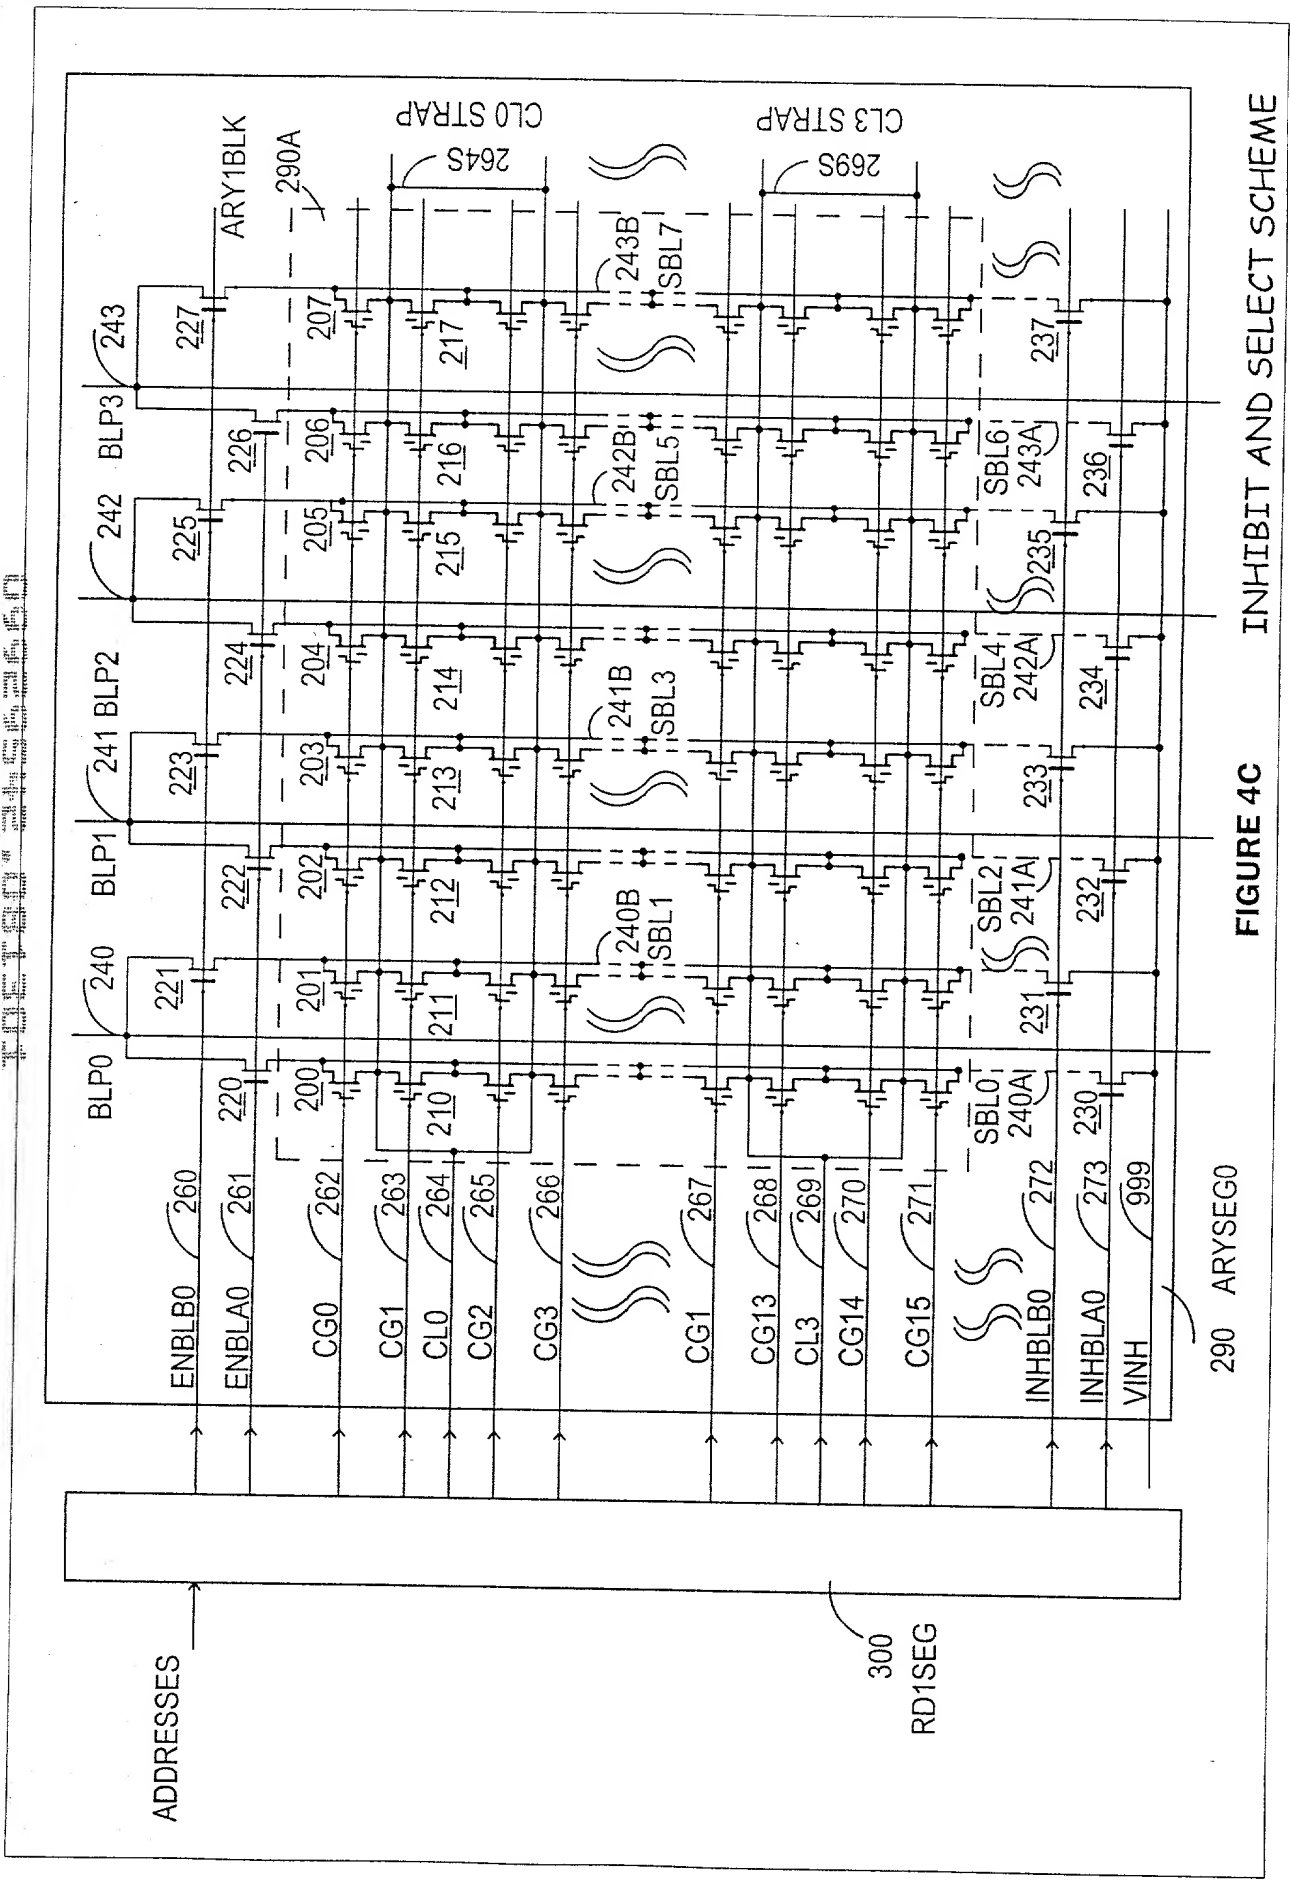 BLP0 240
BLP1 241
BLP2 242
BLP3 243
ADDRESSES
300
RD1SEG
ENBLB0 260
ENBLA0 261
221 223 225 227
ARY1BLK
220 222 224 226
290A
CG0 262
200 201 202 203 204 205 206 207
CG1 263
CL0 264
210 211 212 213 214 215 216 217
CG2 265
CG3 266
264S
CL0 STRAP
240B
SBL1
241B
SBL3
242B
SBL5
243B
SBL7
CG1 267
CG13 268
CL3 269
CG14 270
CG15 271
269S
CL3 STRAP
SBL0
240A
SBL2
241A
SBL4
242A
SBL6
243A
INHBLB0 272
231 233 235 237
INHBLA0 273
230 232 234 236
VINH 999
290 ARYSEG0
FIGURE 4C
INHIBIT AND SELECT SCHEME